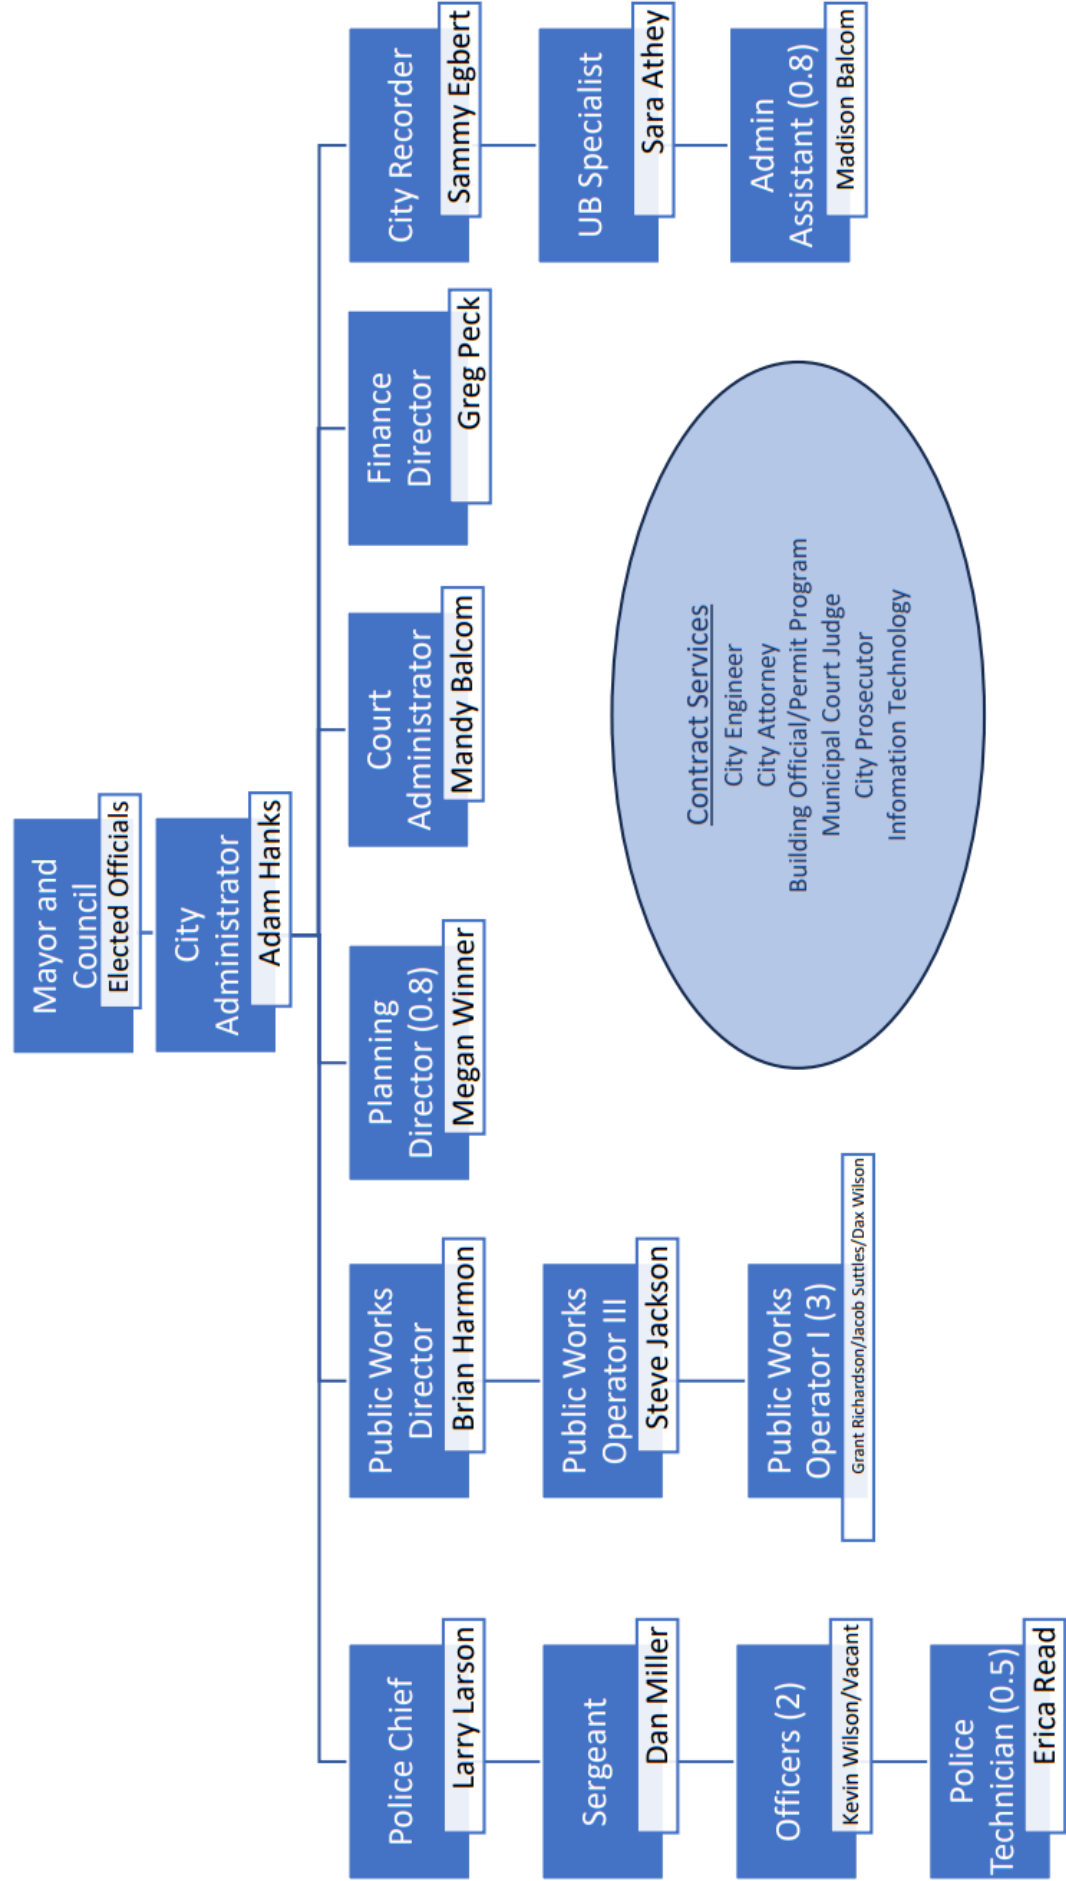 Mayor and
Council
Elected Officials
City
Administrator
Adam Hanks
Police Chief
Larry Larson
Sergeant
Dan Miller
Officers (2)
Kevin Wilson/Vacant
Police
Technician (0.5)
Erica Read
Public Works
Director
Brian Harmon
Public Works
Operator III
Steve Jackson
Public Works
Operator I (3)
Grant Richardson/Jacob Suttles/Dax Wilson
Planning
Director (0.8)
Megan Winner
Court
Administrator
Mandy Balcom
Finance
Director
Greg Peck
City Recorder
Sammy Egbert
UB Specialist
Sara Athey
Admin
Assistant (0.8)
Madison Balcom
Contract Services
City Engineer
City Attorney
Building Official/Permit Program
Municipal Court Judge
City Prosecutor
Infomation Technology